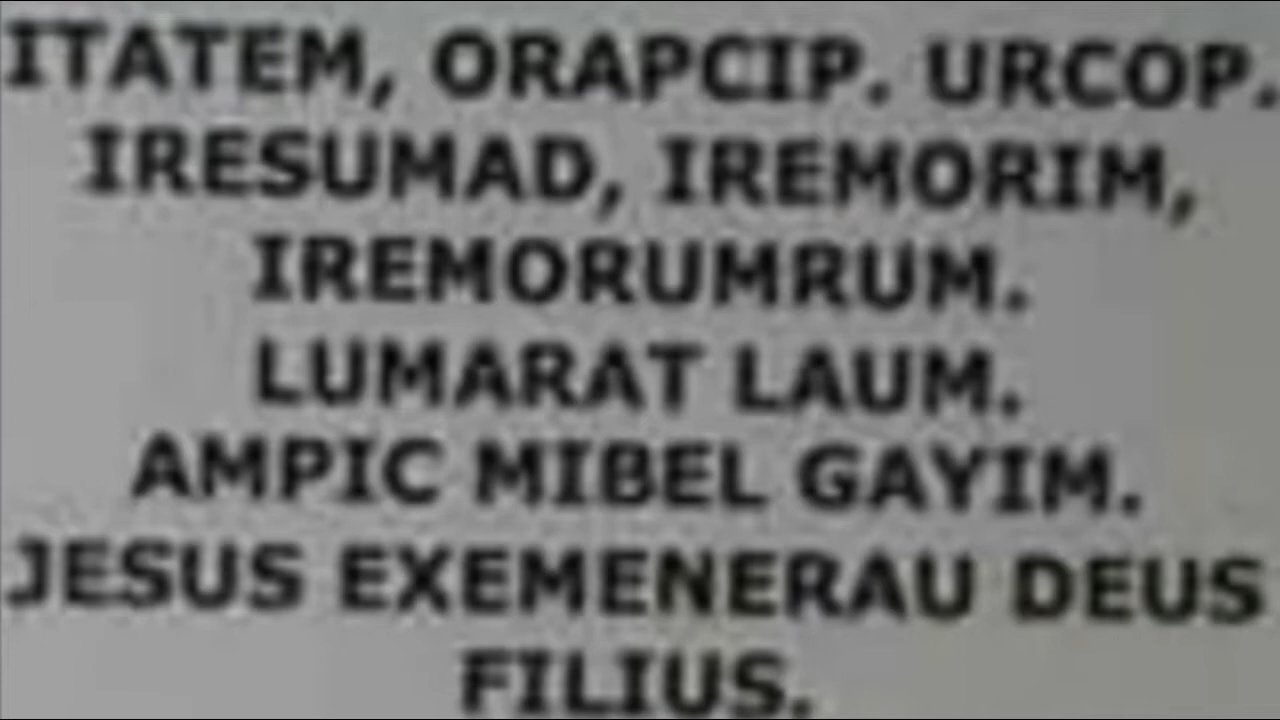 ITATEM, ORAPCIP. URCOP.
IRESUMAD, IREMORIM,
IREMORUMRUM.
LUMARAT LAUM.
AMPIC MIBEL GAYIM.
JESUS EXEMENERAU DEUS
FILIUS.